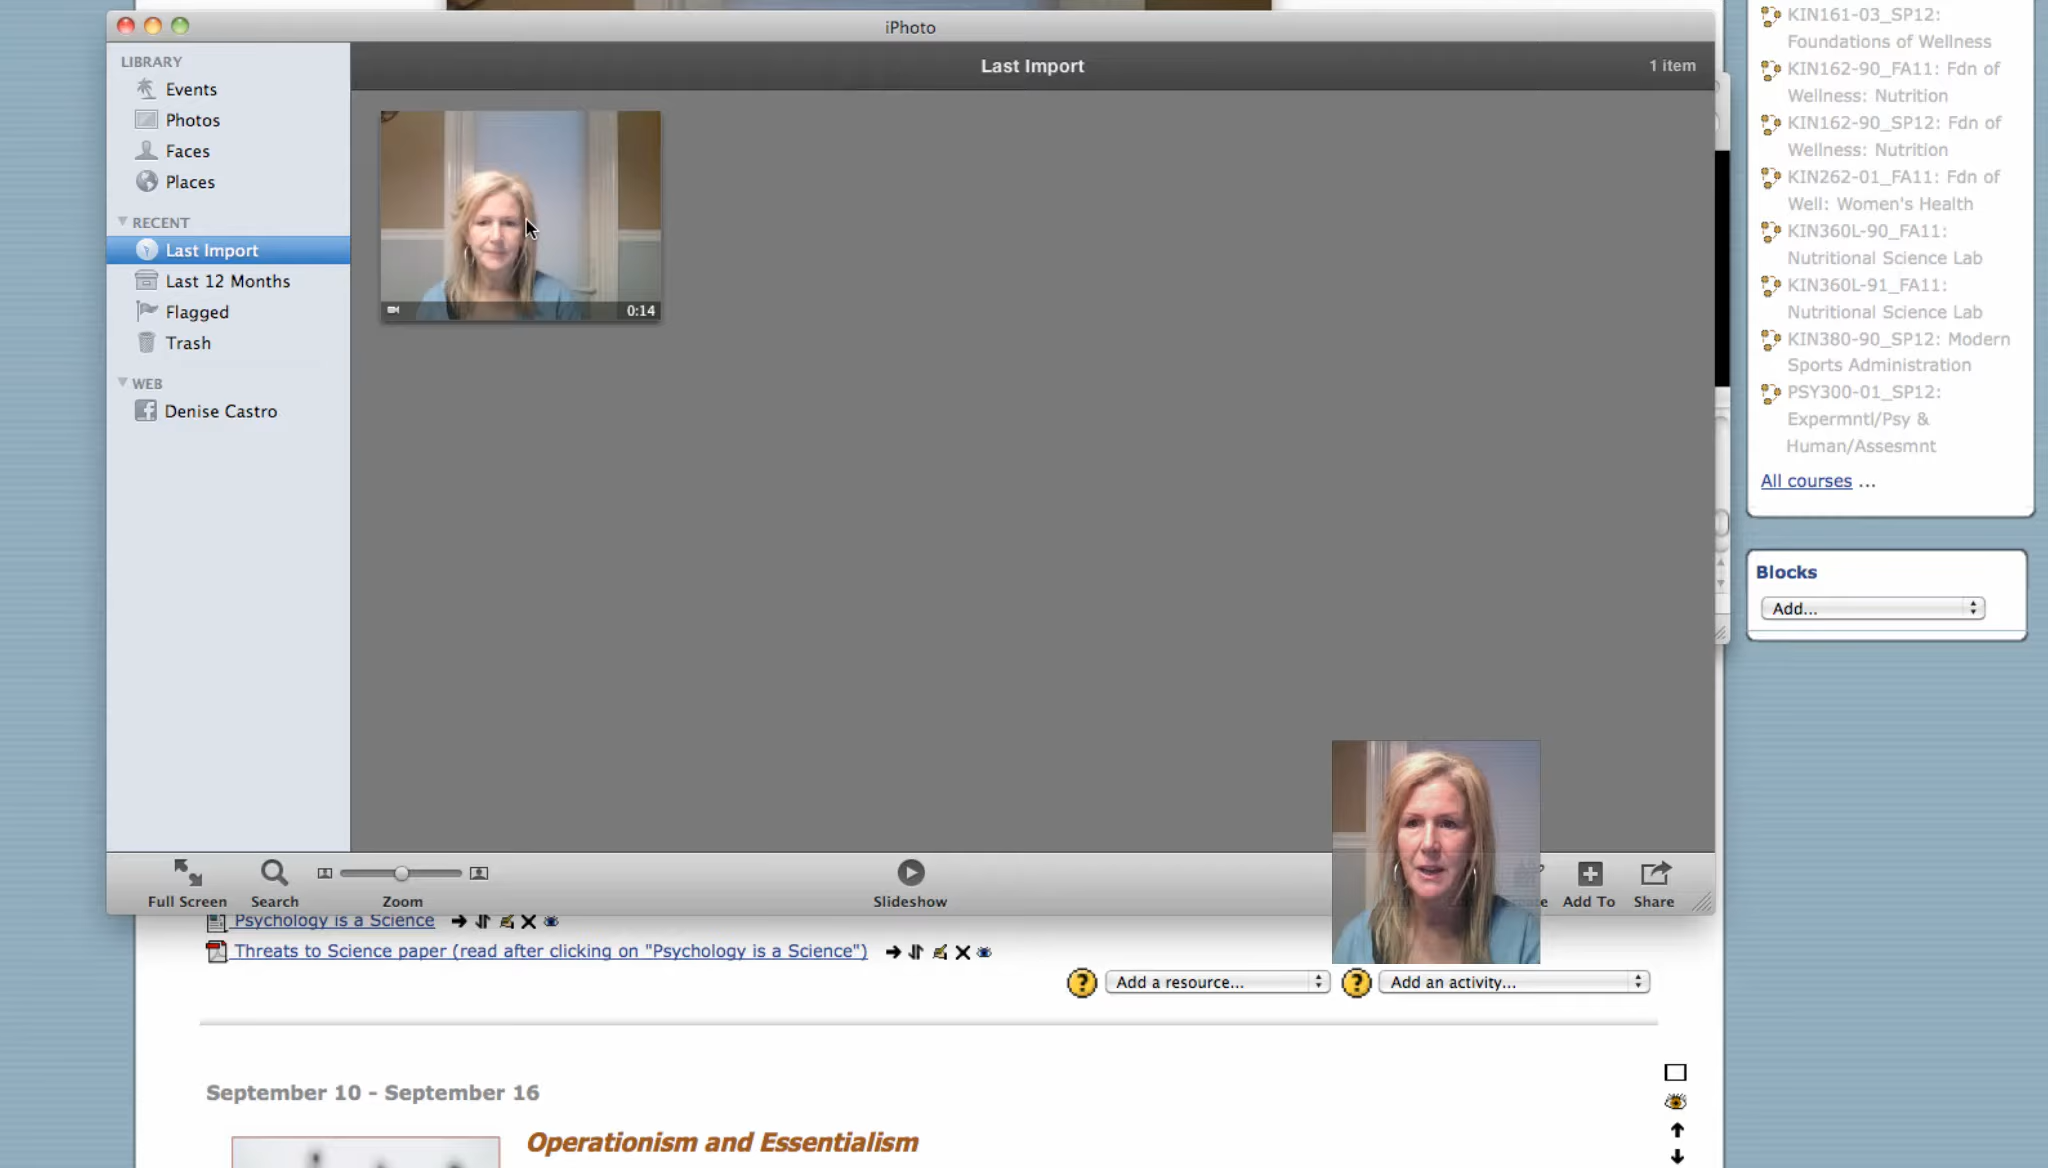 iPhoto
LIBRARY
Events
Photos
Faces
Places
RECENT
Last Import
Last 12 Months
Flagged
Trash
WEB
Denise Castro
Last Import
1 item
0:14
Full Screen
Search
Zoom
Slideshow
Add To
Share
KIN161-03_SP12:
Foundations of Wellness
KIN162-90_FA11: Fdn of
Wellness: Nutrition
KIN162-90_SP12: Fdn of
Wellness: Nutrition
KIN262-01_FA11: Fdn of
Well: Women's Health
KIN360L-90_FA11:
Nutritional Science Lab
KIN360L-91_FA11:
Nutritional Science Lab
KIN380-90_SP12: Modern
Sports Administration
PSY300-01_SP12:
Expermntl/Psy &
Human/Assesmnt
All courses ...
Blocks
Add...
Psychology is a Science
Threats to Science paper (read after clicking on "Psychology is a Science")
Add a resource...
Add an activity...
September 10 - September 16
Operationism and Essentialism